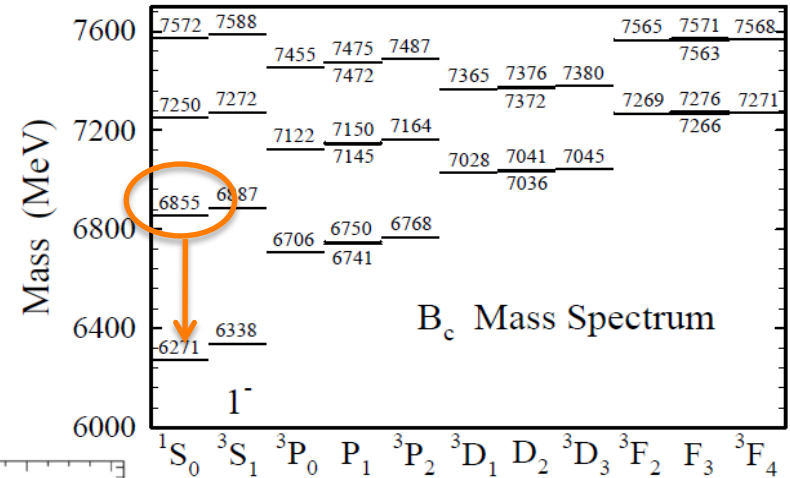 Mass (MeV)
7600
7200
6800
6400
6000
7572 7588
7455 7475 7487
7472
7565 7571 7568
7563
7365 7376 7380
7372
7250 7272
7269 7276 7271
7266
7122 7150 7164
7145
7028 7041 7045
7036
6855 6887
6706 6750 6768
6741
6271 6338
B_c Mass Spectrum
1⁻
¹S₀ ³S₁ ³P₀ P₁ ³P₂ ³D₁ D₂ ³D₃ ³F₂ F₃ ³F₄